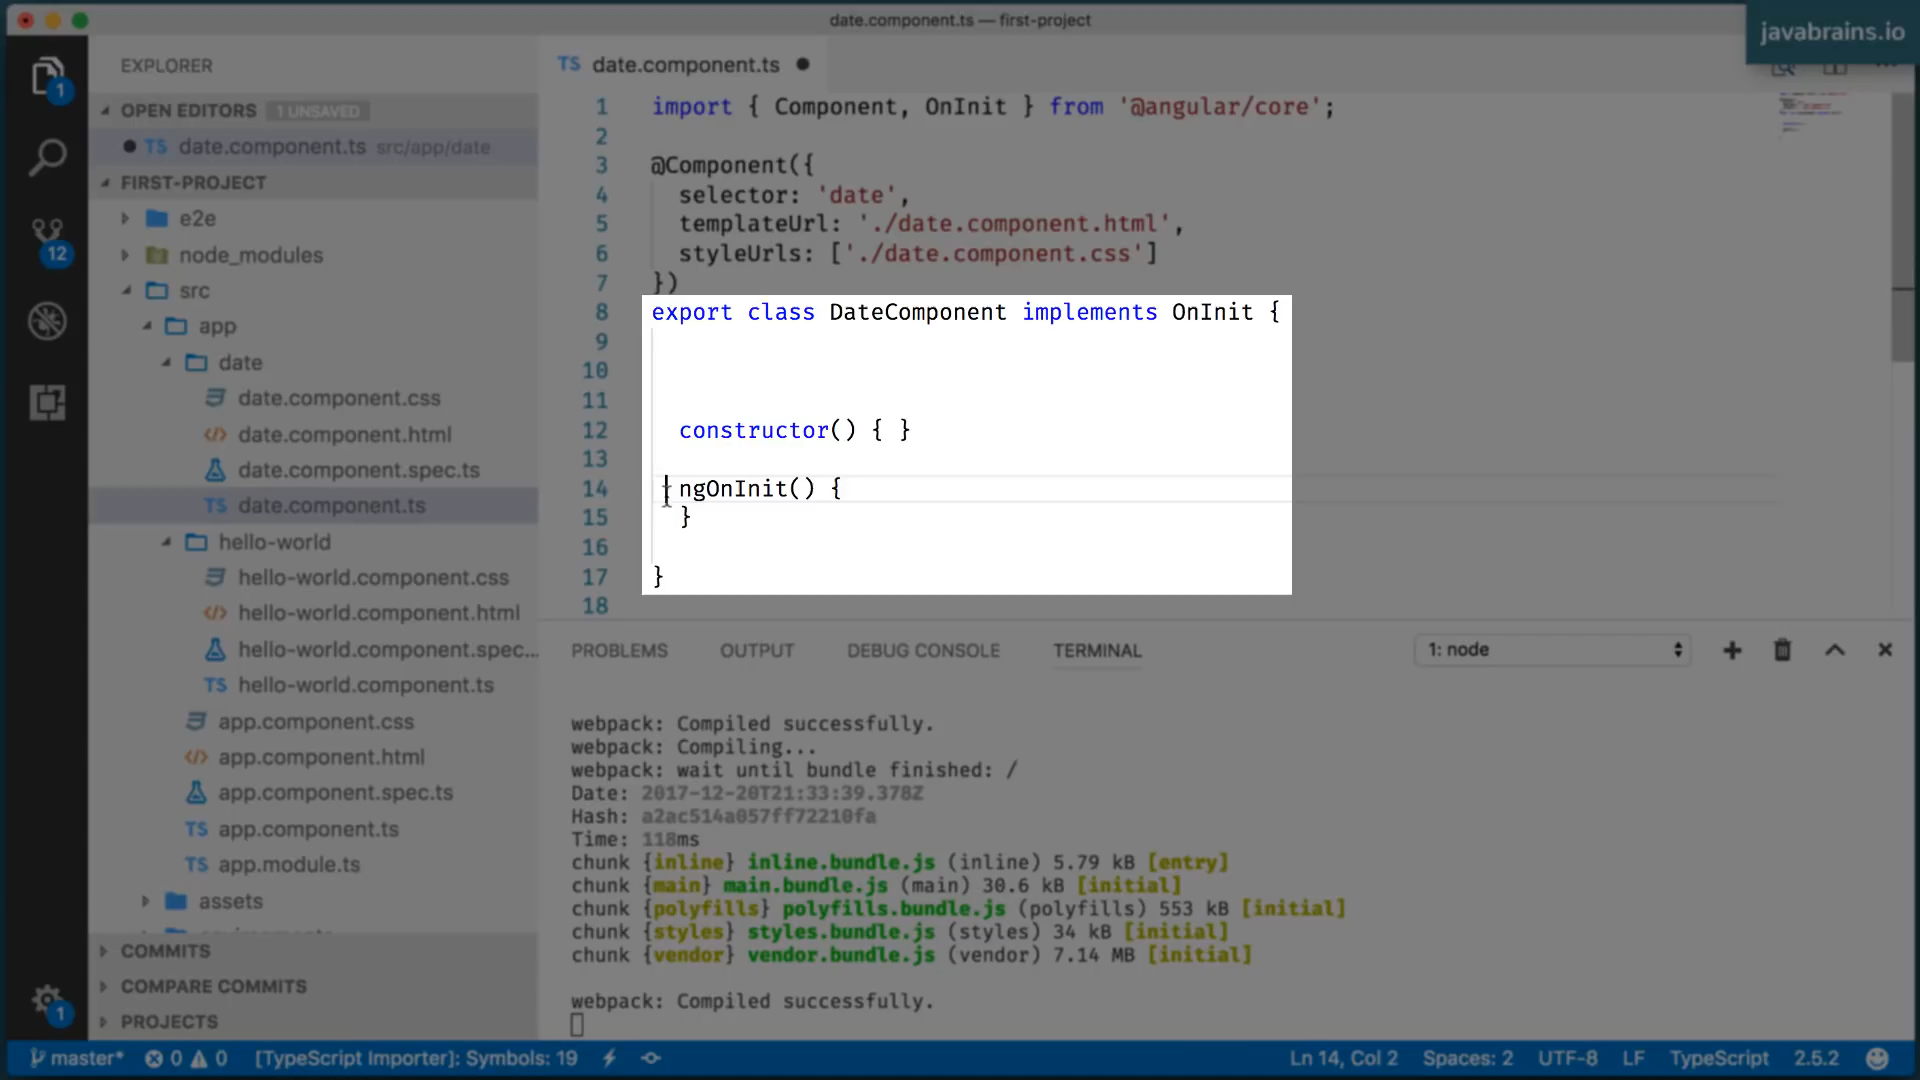 date.component.ts — first-project
javabrains.io
1
12
1
EXPLORER
OPEN EDITORS 1 UNSAVED
TS date.component.ts src/app/date
FIRST-PROJECT
e2e
node_modules
src
app
date
date.component.css
date.component.html
date.component.spec.ts
TS date.component.ts
hello-world
hello-world.component.css
hello-world.component.html
hello-world.component.spec...
TS hello-world.component.ts
app.component.css
app.component.html
app.component.spec.ts
TS app.component.ts
TS app.module.ts
assets
COMMITS
COMPARE COMMITS
PROJECTS
TS date.component.ts
1 import { Component, OnInit } from '@angular/core';
2
3 @Component({
4 selector: 'date',
5 templateUrl: './date.component.html',
6 styleUrls: ['./date.component.css']
7 })
8 export class DateComponent implements OnInit {
9
10
11
12 constructor() { }
13
14 ngOnInit() {
15 }
16
17 }
18
PROBLEMS OUTPUT DEBUG CONSOLE TERMINAL 1: node
webpack: Compiled successfully.
webpack: Compiling...
webpack: wait until bundle finished: /
Date: 2017-12-20T21:33:39.378Z
Hash: a2ac514a057ff72210fa
Time: 118ms
chunk {inline} inline.bundle.js (inline) 5.79 kB [entry]
chunk {main} main.bundle.js (main) 30.6 kB [initial]
chunk {polyfills} polyfills.bundle.js (polyfills) 553 kB [initial]
chunk {styles} styles.bundle.js (styles) 34 kB [initial]
chunk {vendor} vendor.bundle.js (vendor) 7.14 MB [initial]
webpack: Compiled successfully.
master* 0 0 [TypeScript Importer]: Symbols: 19 Ln 14, Col 2 Spaces: 2 UTF-8 LF TypeScript 2.5.2